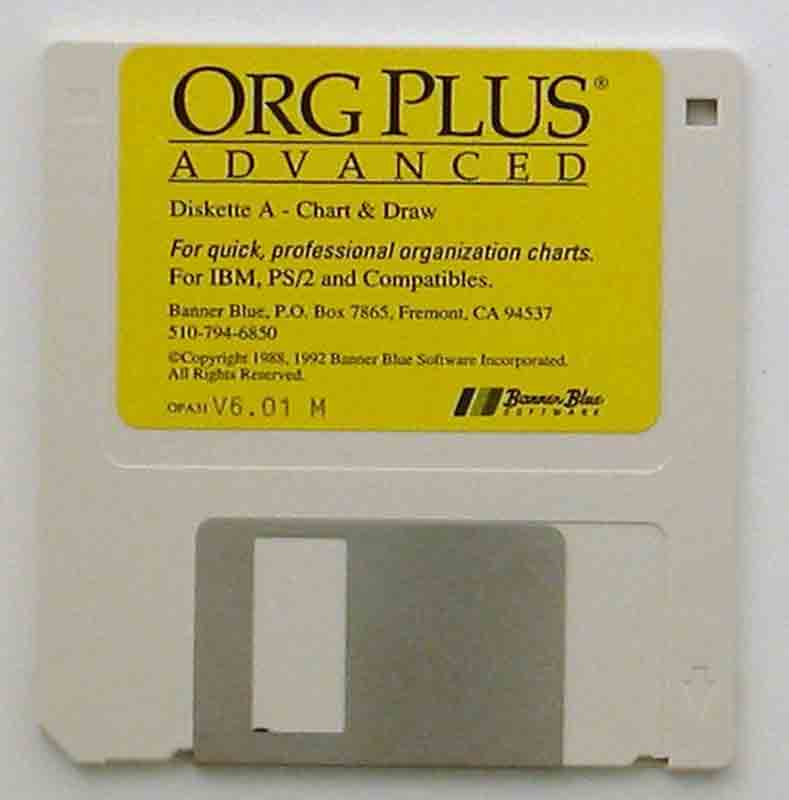 ORG PLUS®
ADVANCED
Diskette A - Chart & Draw
For quick, professional organization charts.
For IBM, PS/2 and Compatibles.
Banner Blue, P.O. Box 7865, Fremont, CA 94537
510-794-6850
©Copyright 1988, 1992 Banner Blue Software Incorporated.
All Rights Reserved.
OPA31 V6.01 M
Banner Blue
SOFTWARE